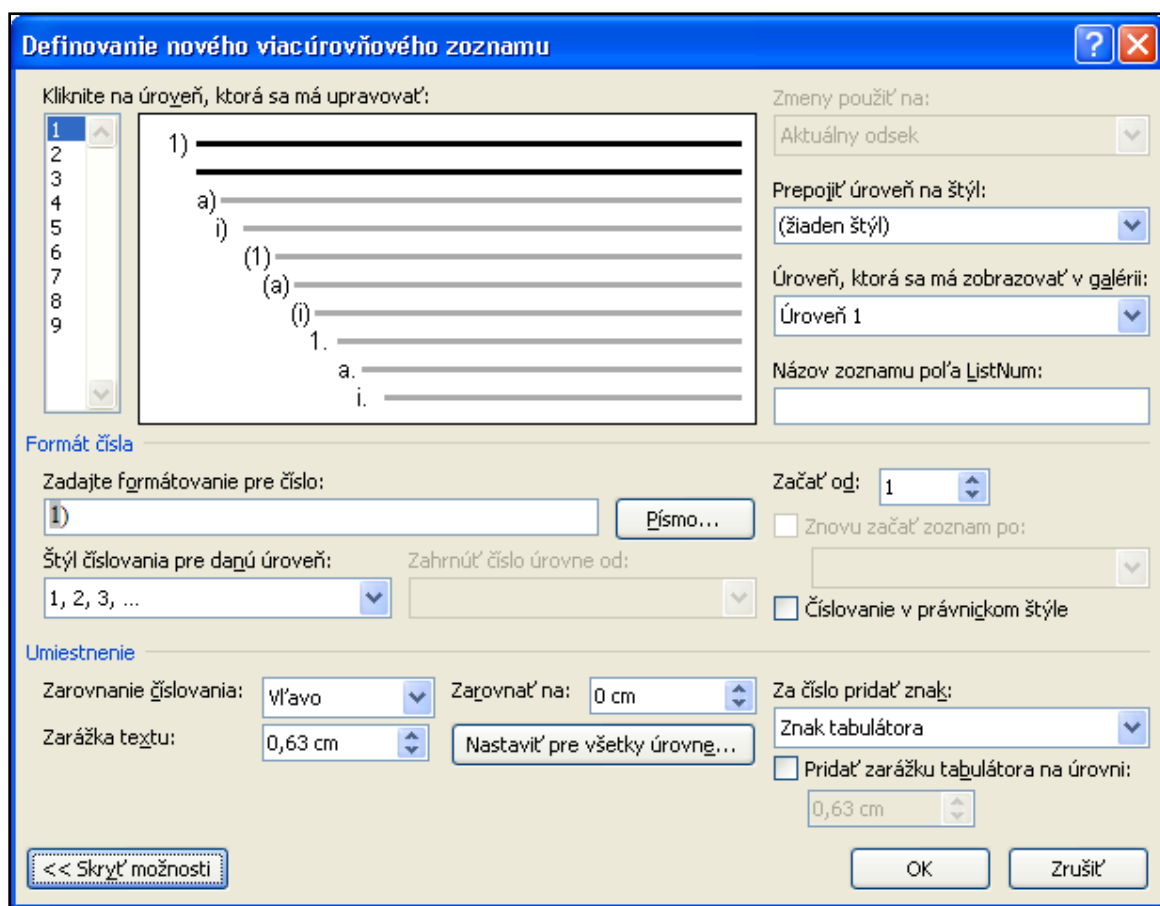 Definovanie nového viacúrovňového zoznamu
Kliknite na úroveň, ktorá sa má upravovať:
1
2
3
4
5
6
7
8
9
1)
a)
i)
(1)
(a)
(i)
1.
a.
i.
Zmeny použiť na:
Aktuálny odsek
Prepojiť úroveň na štýl:
(žiaden štýl)
Úroveň, ktorá sa má zobrazovať v galérii:
Úroveň 1
Názov zoznamu poľa ListNum:
Formát čísla
Zadajte formátovanie pre číslo:
1)
Písmo...
Začať od:
1
Znovu začať zoznam po:
Štýl číslovania pre danú úroveň:
1, 2, 3, ...
Zahrnúť číslo úrovne od:
Číslovanie v právnickom štýle
Umiestnenie
Zarovnanie číslovania:
Vľavo
Zarovnať na:
0 cm
Za číslo pridať znak:
Znak tabulátora
Zarážka textu:
0,63 cm
Nastaviť pre všetky úrovne...
Pridať zarážku tabulátora na úrovni:
0,63 cm
<< Skryť možnosti
OK
Zrušiť